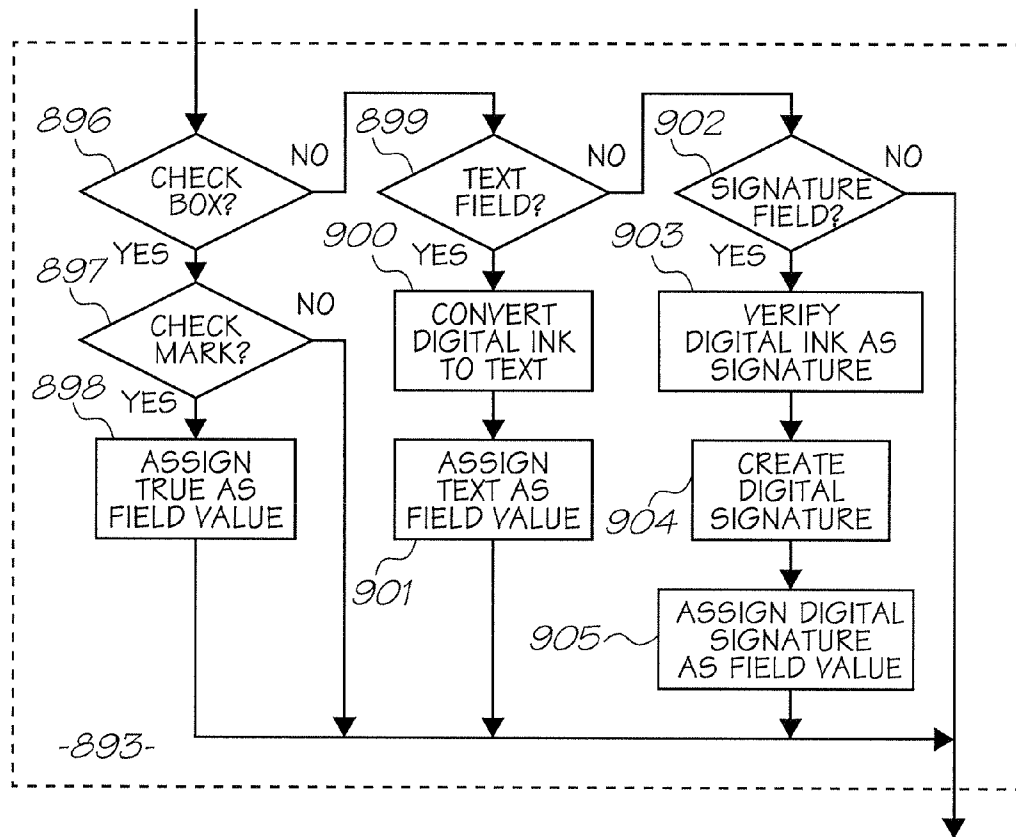 896
CHECK
BOX?
NO
YES
897
CHECK
MARK?
NO
YES
898
ASSIGN
TRUE AS
FIELD VALUE
899
TEXT
FIELD?
NO
YES
900
CONVERT
DIGITAL INK
TO TEXT
ASSIGN
TEXT AS
FIELD VALUE
901
902
SIGNATURE
FIELD?
NO
YES
903
VERIFY
DIGITAL INK AS
SIGNATURE
CREATE
DIGITAL
SIGNATURE
904
ASSIGN DIGITAL
SIGNATURE
AS FIELD VALUE
905
-893-